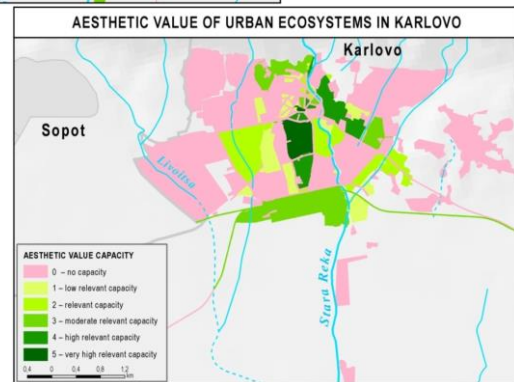 AESTHETIC VALUE OF URBAN ECOSYSTEMS IN KARLOVO
Karlovo
Sopot
Livoitsa
Stara Reka
AESTHETIC VALUE CAPACITY
0 – no capacity
1 – low relevant capacity
2 – relevant capacity
3 – moderate relevant capacity
4 – high relevant capacity
5 – very high relevant capacity
0,4 0 0,4 0,8 1,2
km